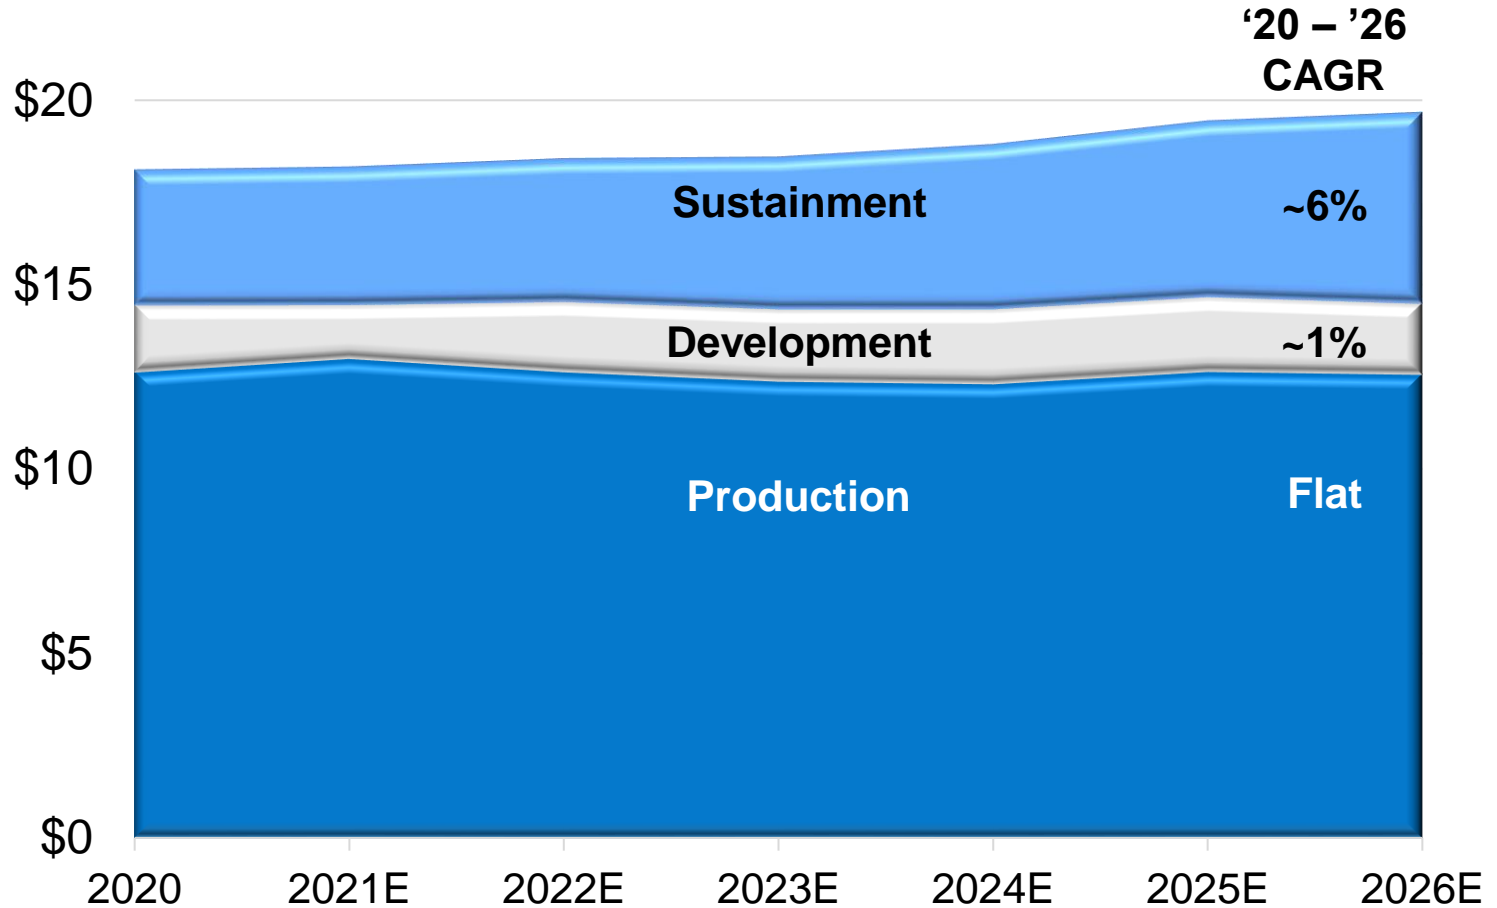 ‘20 – ’26
CAGR
$20
Sustainment
~6%
$15
Development
~1%
$10
Production
Flat
$5
$0
2020
2021E
2022E
2023E
2024E
2025E
2026E